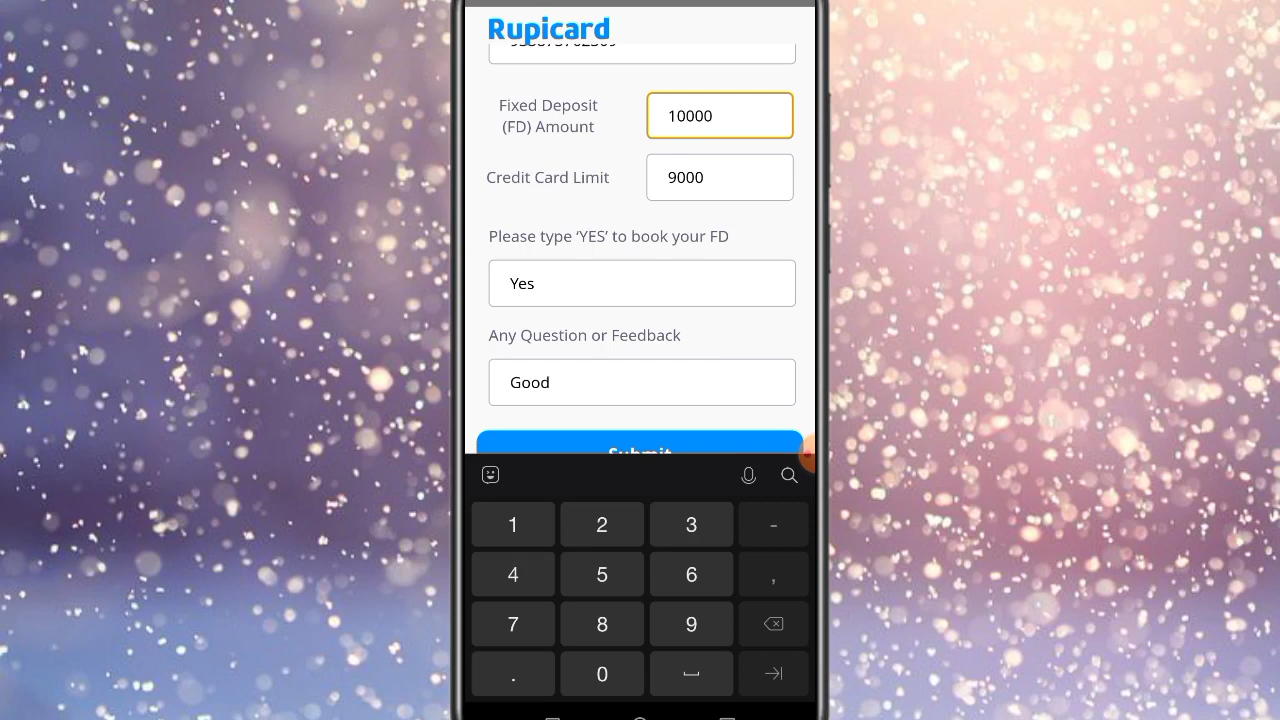 Rupicard
Fixed Deposit
(FD) Amount
10000
Credit Card Limit
9000
Please type ‘YES’ to book your FD
Yes
Any Question or Feedback
Good
Submit
1 2 3 -
4 5 6 ,
7 8 9
. 0